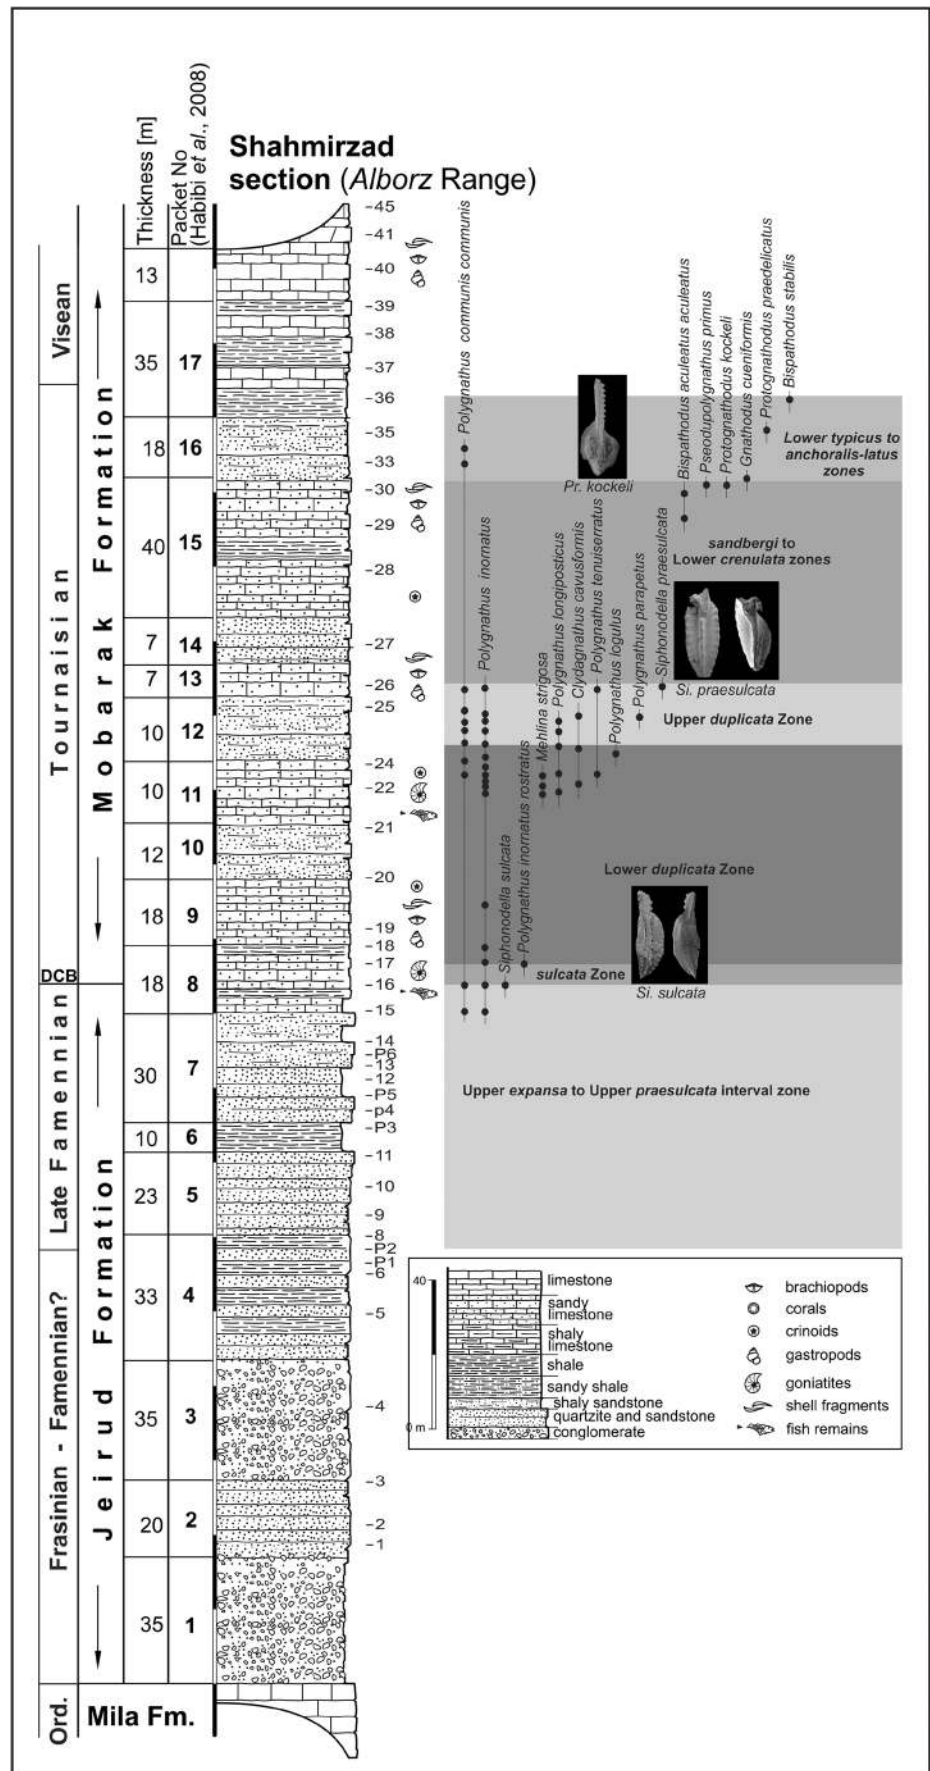 Shahmirzad
section (Alborz Range)
Thickness [m]
Packet No
(Habibi et al., 2008)
Visean
Tournaisian
DCB
Late Famennian
Frasinian - Famennian?
Ord.
Mobarak Formation
Jeirud Formation
Mila Fm.
13
35 17
18 16
40 15
7 14
7 13
10 12
10 11
12 10
18 9
18 8
30 7
10 6
23 5
33 4
35 3
20 2
35 1
-45
-41
-40
-39
-38
-37
-36
-35
-33
-30
-29
-28
-27
-26
-25
-24
-22
-21
-20
-19
-18
-17
-16
-15
-14
-P6
-13
-12
-P5
-p4
-P3
-11
-10
-9
-8
-P2
-P1
-6
-5
-4
-3
-2
-1
Polygnathus communis communis
Polygnathus inornatus
Siphonodella sulcata
Polygnathus inornatus rostratus
Mehlina strigosa
Polygnathus longiposticus
Clydagnathus cavusformis
Polygnathus tenuiserratus
Polygnathus logulus
Polygnathus parapetus
Siphonodella praesulcata
Bispathodus aculeatus aculeatus
Pseodupolygnathus primus
Protognathodus kockeli
Gnathodus cueniformis
Protognathodus praedelicatus
Bispathodus stabilis
Pr. kockeli
Lower typicus to
anchoralis-latus
zones
sandbergi to
Lower crenulata zones
Si. praesulcata
Upper duplicata Zone
Lower duplicata Zone
sulcata Zone
Si. sulcata
Upper expansa to Upper praesulcata interval zone
40
0 m
limestone
sandy
limestone
shaly
limestone
shale
sandy shale
shaly sandstone
quartzite and sandstone
conglomerate
brachiopods
corals
crinoids
gastropods
goniatites
shell fragments
fish remains